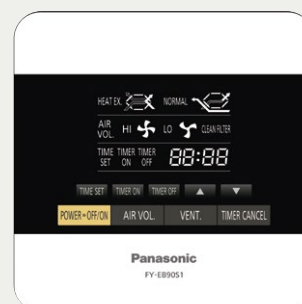 HEAT EX. NORMAL
AIR VOL. HI LO CLEAN FILTER
TIME SET TIMER ON TIMER OFF 88:88
TIME SET TIMER ON TIMER OFF
POWER-OFF/ON AIR VOL. VENT. TIMER CANCEL
Panasonic
FY-EB90S1